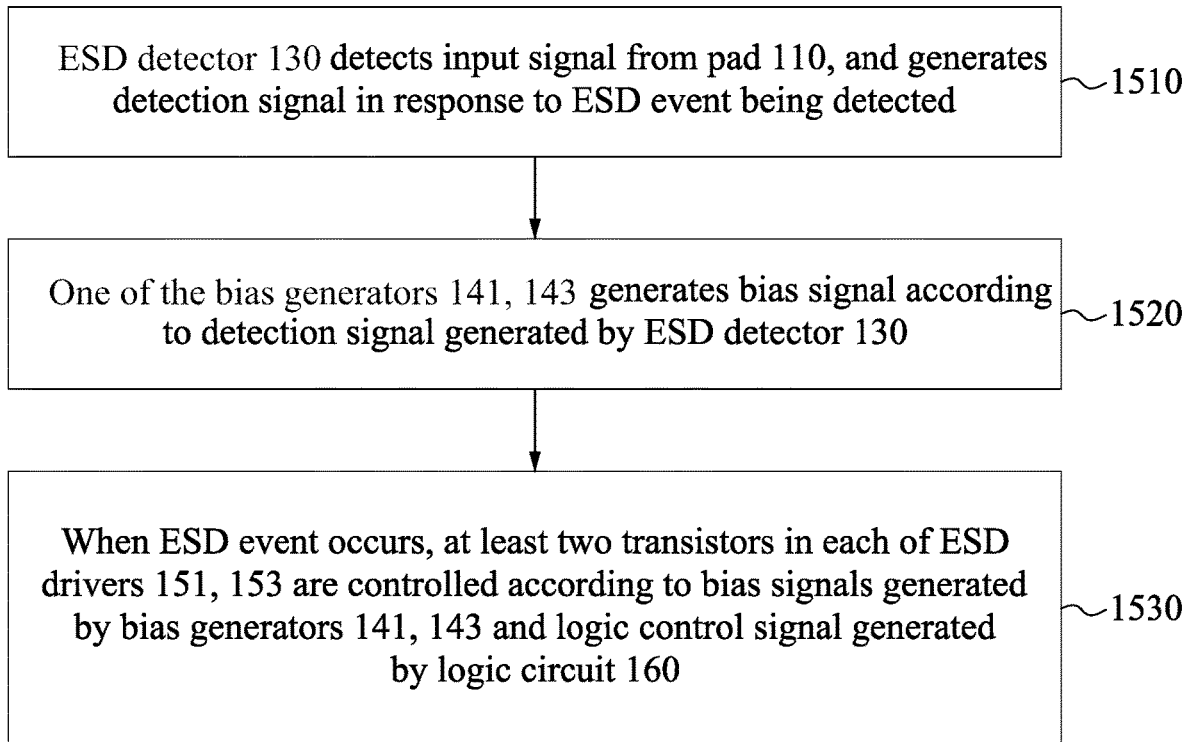 ESD detector 130 detects input signal from pad 110, and generates
detection signal in response to ESD event being detected
1510
One of the bias generators 141, 143 generates bias signal according
to detection signal generated by ESD detector 130
1520
When ESD event occurs, at least two transistors in each of ESD
drivers 151, 153 are controlled according to bias signals generated
by bias generators 141, 143 and logic control signal generated
by logic circuit 160
1530